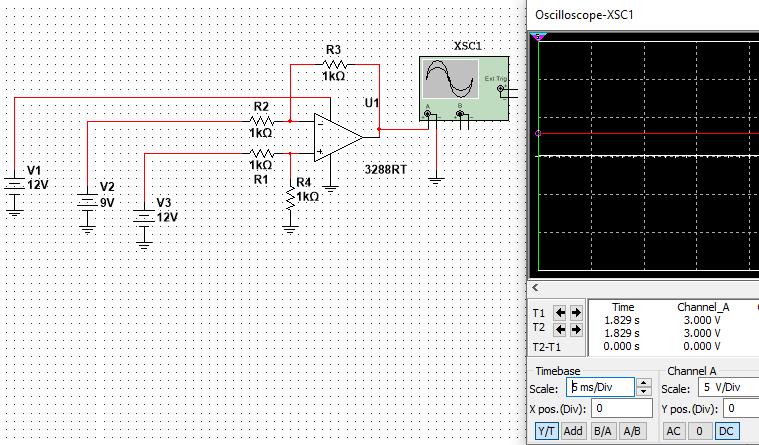 Oscilloscope-XSC1
XSC1
Ext Trig
A
B
R3
1kΩ
U1
R2
1kΩ
3288RT
1kΩ
R1
R4
1kΩ
V1
12V
V2
9V
V3
12V
Time Channel_A
T1 1.829 s 3.000 V
T2 1.829 s 3.000 V
T2-T1 0.000 s 0.000 V
Timebase
Scale: 5 ms/Div
X pos.(Div): 0
Y/T Add B/A A/B
Channel A
Scale: 5 V/Div
Y pos.(Div): 0
AC 0 DC